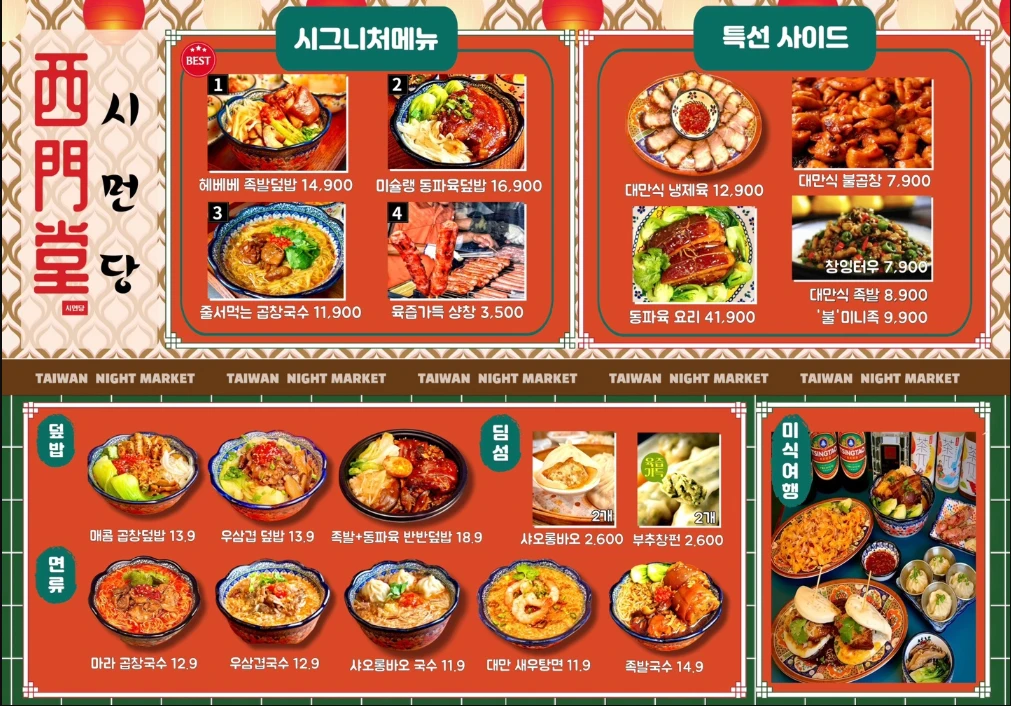 西門堂
시먼당
시먼당
시그니처메뉴
BEST
1
헤베베 족발덮밥 14,900
2
미슐랭 동파육덮밥 16,900
3
줄서먹는 곱창국수 11,900
4
육즙가득 샹창 3,500
특선 사이드
대만식 냉제육 12,900
대만식 불곱창 7,900
동파육 요리 41,900
창잉터우 7,900
대만식 족발 8,900
'불'미니족 9,900
TAIWAN NIGHT MARKET TAIWAN NIGHT MARKET TAIWAN NIGHT MARKET TAIWAN NIGHT MARKET TAIWAN NIGHT MARKET
덮밥
매콤 곱창덮밥 13,9
우삼겹 덮밥 13,9
족발+동파육 반반덮밥 18,9
딤섬
2개
샤오롱바오 2,600
육즙
가득
2개
부추창펀 2,600
면류
마라 곱창국수 12,9
우삼겹국수 12,9
샤오롱바오 국수 11,9
대만 새우탕면 11,9
족발국수 14,9
미식여행
TSINGTAO
TSINGTAO